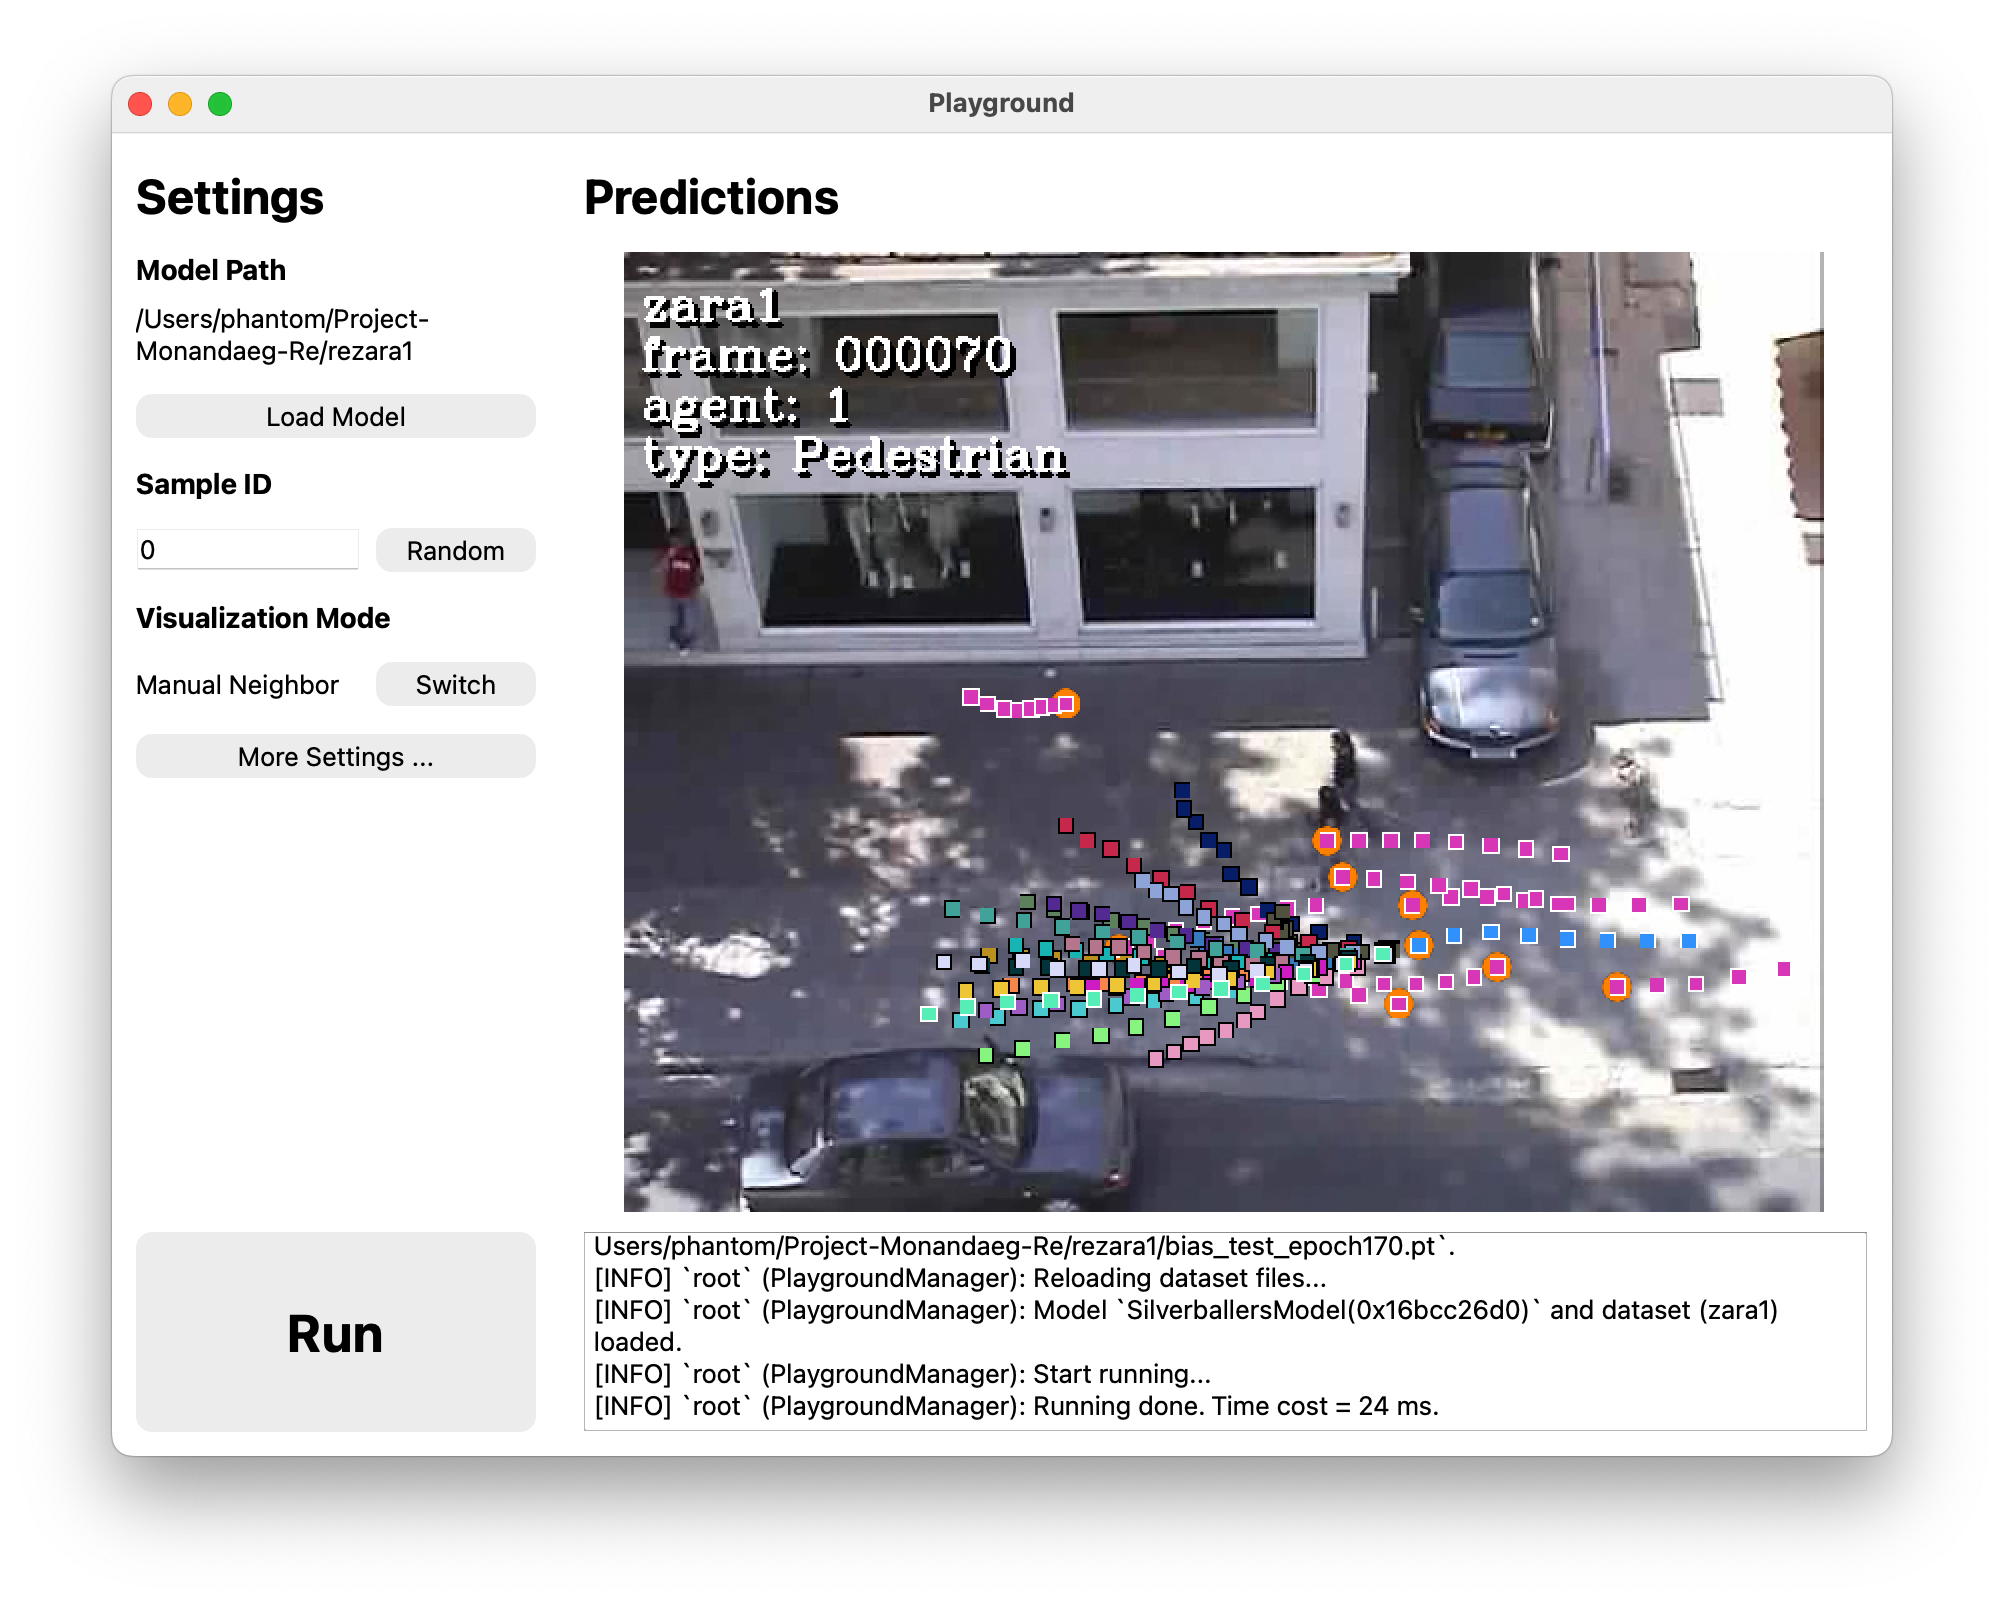 Playground
Settings
Model Path
/Users/phantom/Project-
Monandaeg-Re/rezara1
Load Model
Sample ID
0
Random
Visualization Mode
Manual Neighbor
Switch
More Settings ...
Run
Predictions
zara1
frame: 000070
agent: 1
type: Pedestrian
Users/phantom/Project-Monandaeg-Re/rezara1/bias_test_epoch170.pt`.
[INFO] `root` (PlaygroundManager): Reloading dataset files...
[INFO] `root` (PlaygroundManager): Model `SilverballersModel(0x16bcc26d0)` and dataset (zara1)
loaded.
[INFO] `root` (PlaygroundManager): Start running...
[INFO] `root` (PlaygroundManager): Running done. Time cost = 24 ms.